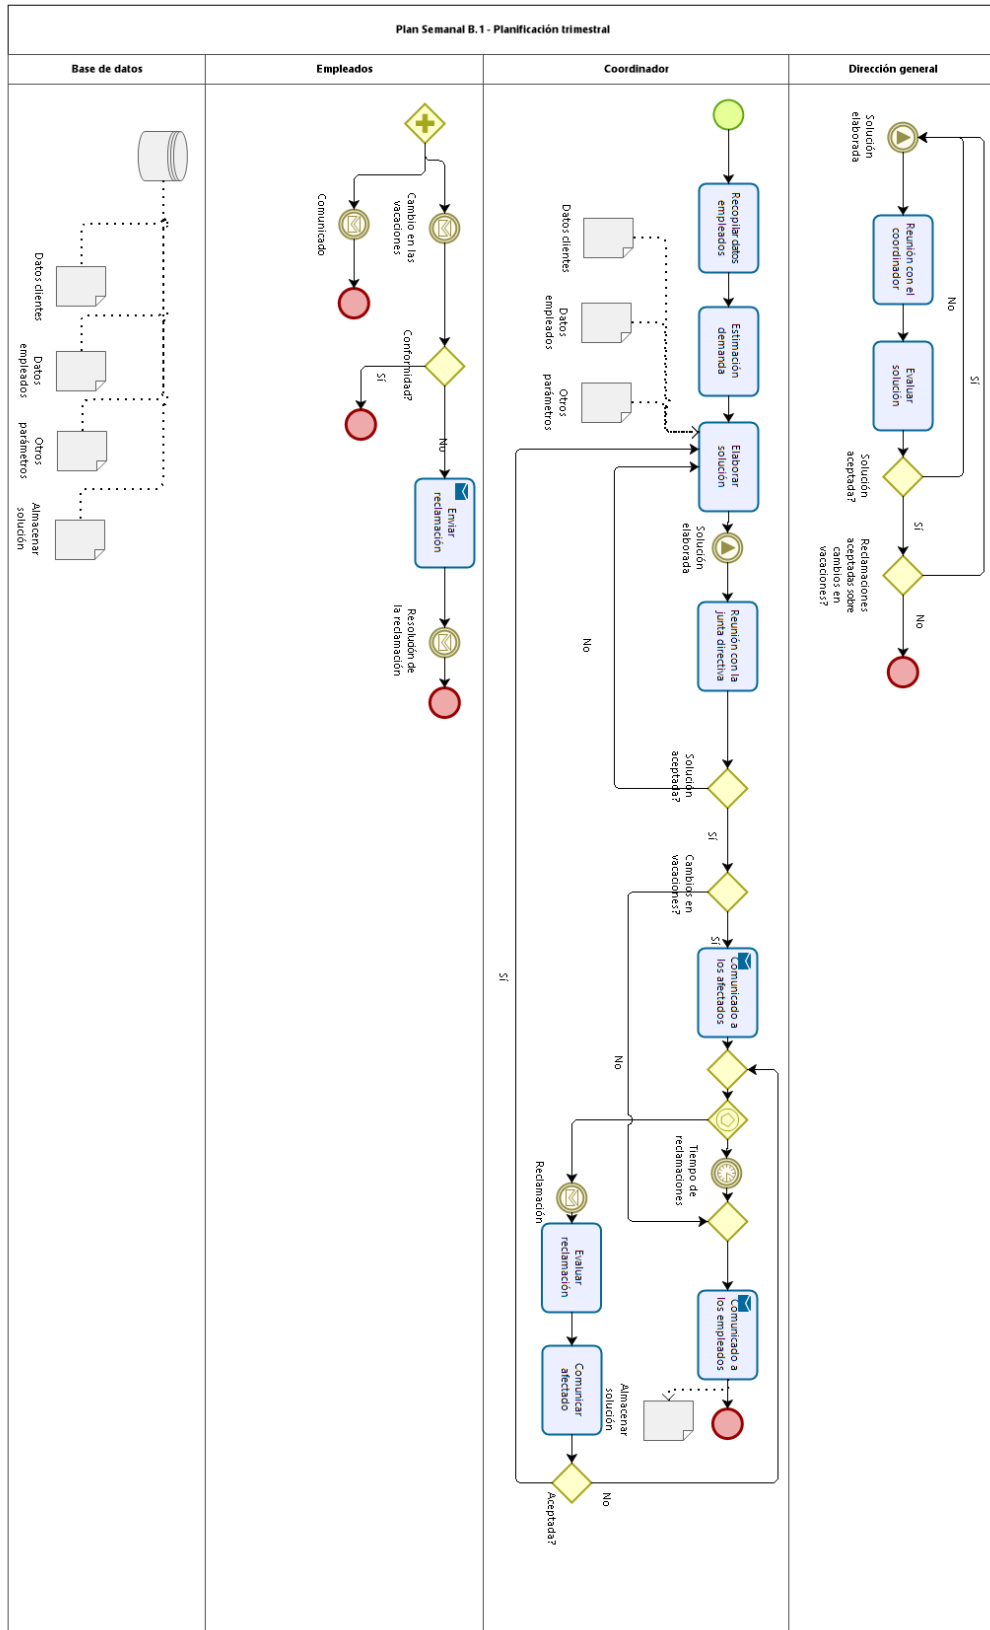 Plan Semanal B.1 - Planificación trimestral
Base de datos
Empleados
Coordinador
Dirección general
Datos clientes
Datos
empleados
Otros
parámetros
Almacenar
solución
Comunicado
Cambio en las
vacaciones
Conformidad?
Sí
No
Enviar
reclamación
Resolución de
la reclamación
Recopilar datos
empleados
Estimación
demanda
Datos clientes
Datos
empleados
Otros
parámetros
Elaborar
solución
Solución
elaborada
Reunión con la
junta directiva
No
Solución
aceptada?
Sí
Cambios en
vacaciones?
Sí
No
Comunicado a
los afectados
Tiempo de
reclamaciones
Reclamación
Evaluar
reclamación
Comunicar
afectado
Comunicado a
los empleados
Almacenar
solución
Aceptada?
No
Sí
Solución
elaborada
Reunión con el
coordinador
Evaluar
solución
No
Sí
Solución
aceptada?
Sí
Reclamaciones
aceptadas sobre
cambios en
vacaciones?
No